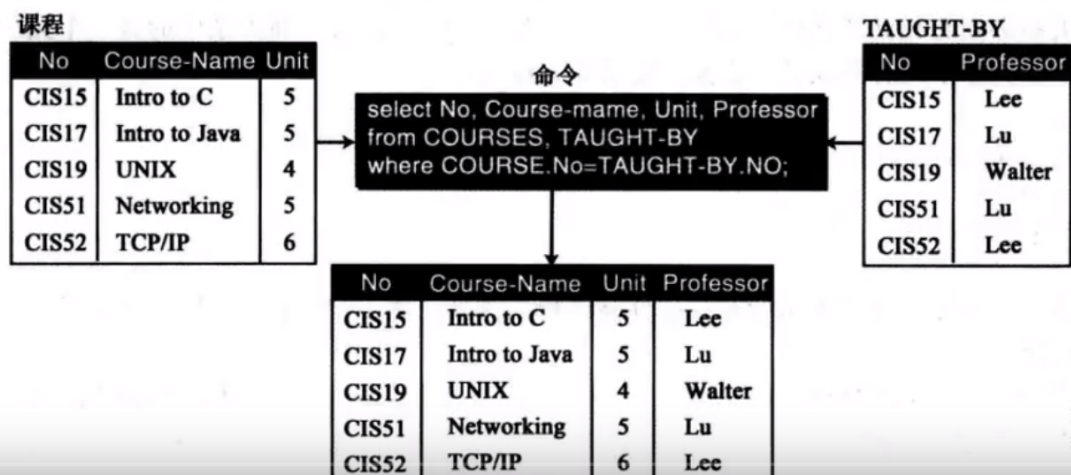 课程
No Course-Name Unit
CIS15 Intro to C 5
CIS17 Intro to Java 5
CIS19 UNIX 4
CIS51 Networking 5
CIS52 TCP/IP 6
命令
select No, Course-mame, Unit, Professor
from COURSES, TAUGHT-BY
where COURSE.No=TAUGHT-BY.NO;
TAUGHT-BY
No Professor
CIS15 Lee
CIS17 Lu
CIS19 Walter
CIS51 Lu
CIS52 Lee
No Course-Name Unit Professor
CIS15 Intro to C 5 Lee
CIS17 Intro to Java 5 Lu
CIS19 UNIX 4 Walter
CIS51 Networking 5 Lu
CIS52 TCP/IP 6 Lee